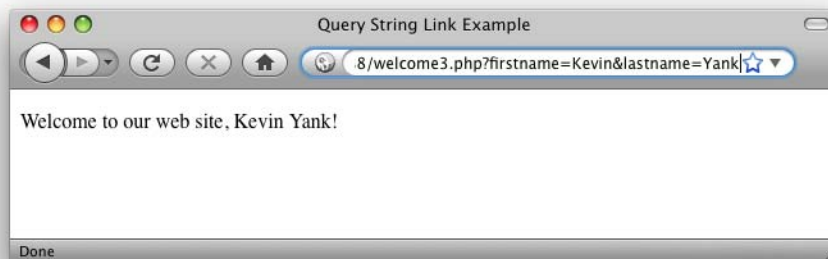 Query String Link Example
.8/welcome3.php?firstname=Kevin&lastname=Yank
Welcome to our web site, Kevin Yank!
Done